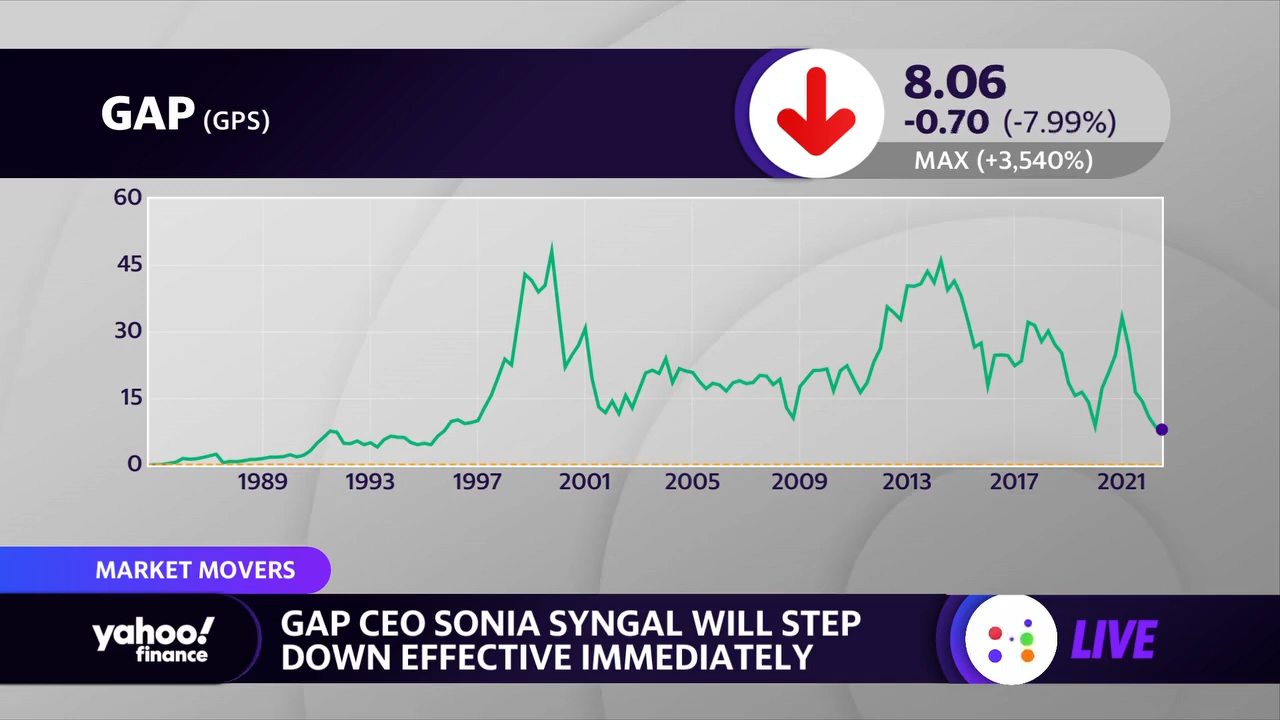 GAP (GPS)
8.06
-0.70 (-7.99%)
MAX (+3,540%)
60
45
30
15
0
1989 1993 1997 2001 2005 2009 2013 2017 2021
MARKET MOVERS
yahoo!
finance
GAP CEO SONIA SYNGAL WILL STEP
DOWN EFFECTIVE IMMEDIATELY
LIVE